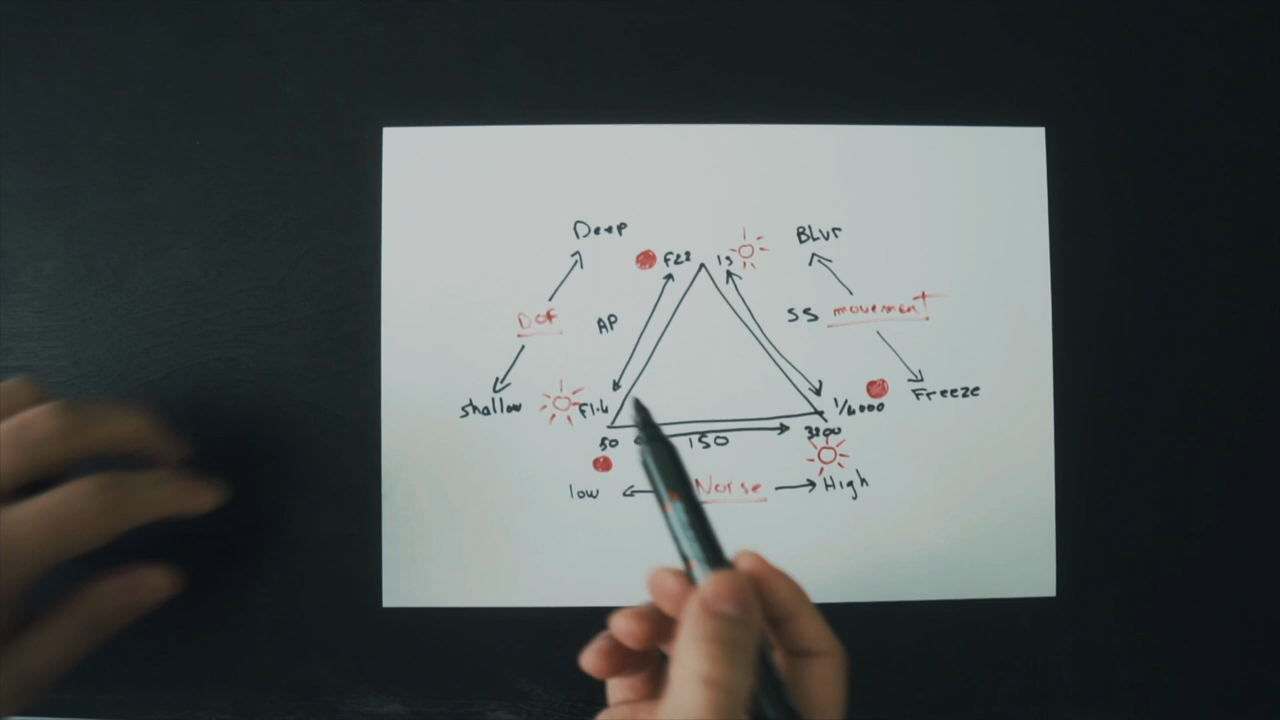 Deep
BLur
F22
1s
DOF
AP
SS
movement
shallow
F1.4
1/4000
Freeze
50
150
3200
low
Noise
High